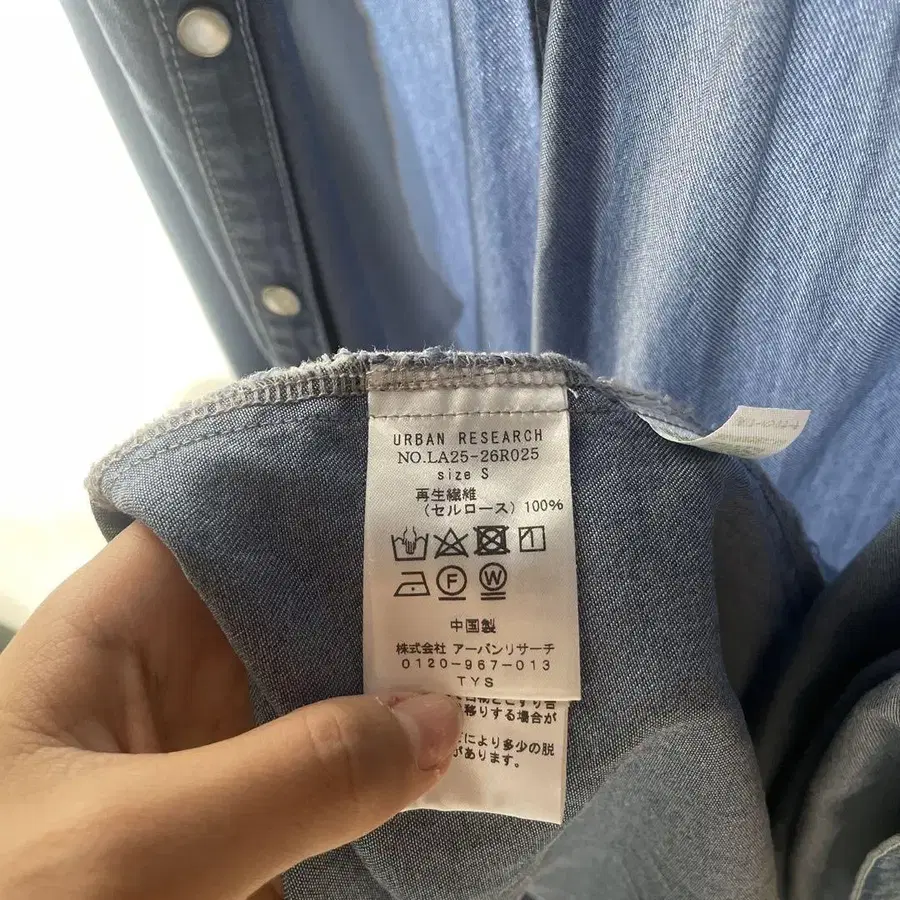 URBAN RESEARCH
NO.LA25-26R025
size S
再生繊維
(セルロース) 100%
F W
中国製
株式会社 アーバンリサーチ
0120-967-013
TYS
移りする場合が
により多少の脱
があります。